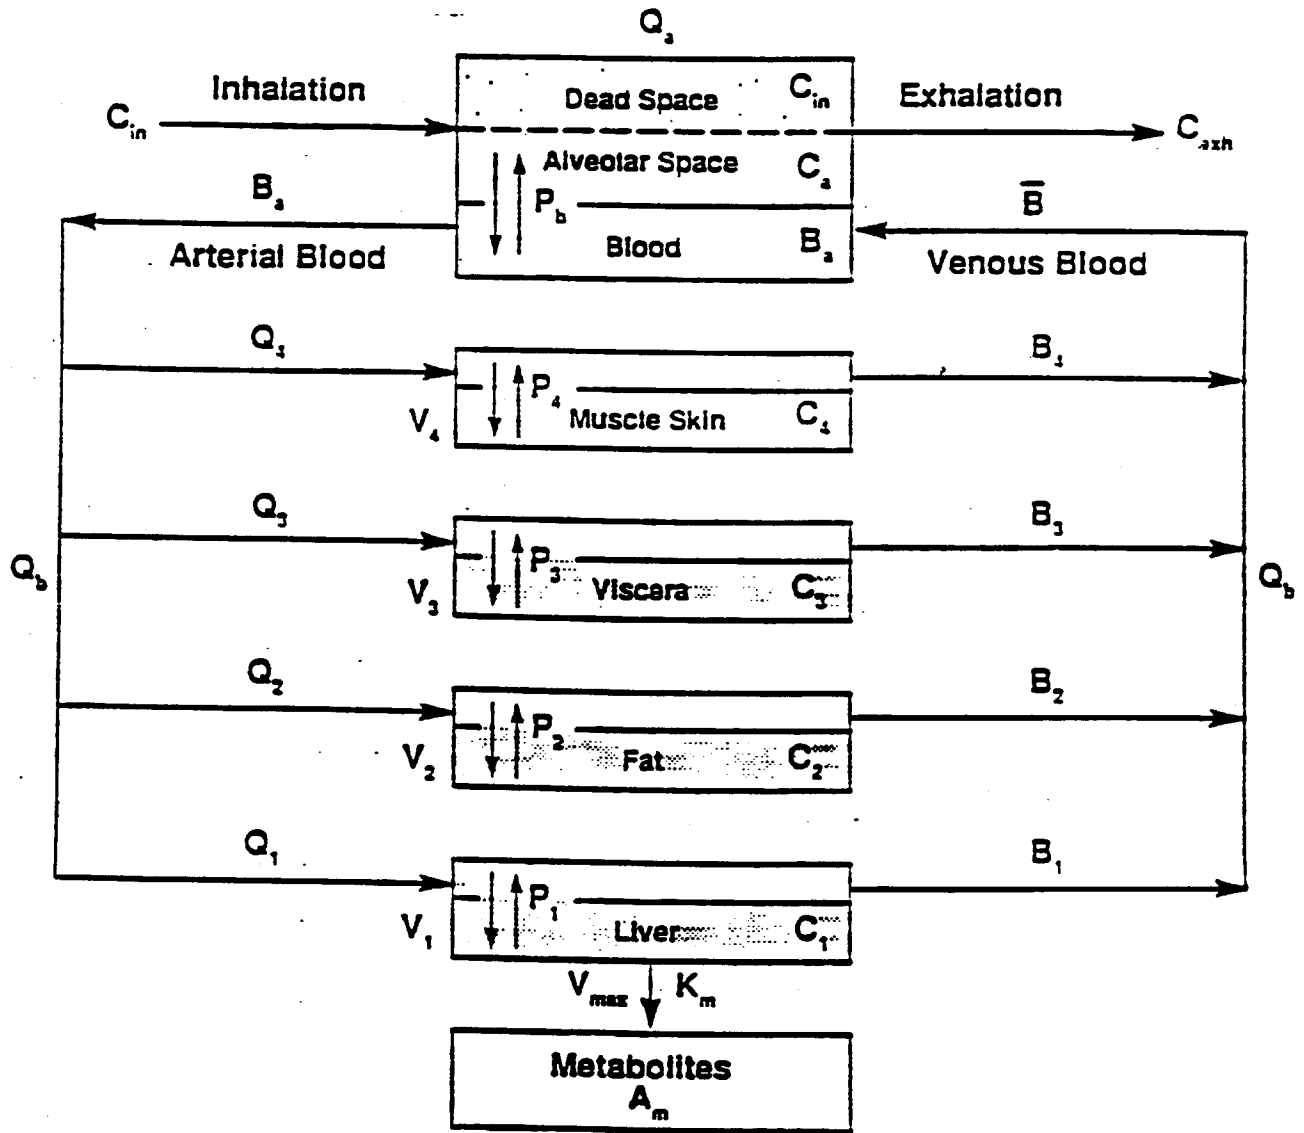 Qa
Inhalation
Dead Space
Cin
Exhalation
Cin
Cexh
Alveolar Space
Ca
Ba
Pb
B̅
Arterial Blood
Blood
Ba
Venous Blood
Q4
B4
P4
V4
Muscle Skin
C4
Q3
B3
P3
Qb
V3
Viscera
C3
Qb
Q2
B2
P2
V2
Fat
C2
Q1
B1
P1
V1
Liver
C1
Vmax
Km
Metabolites
Am